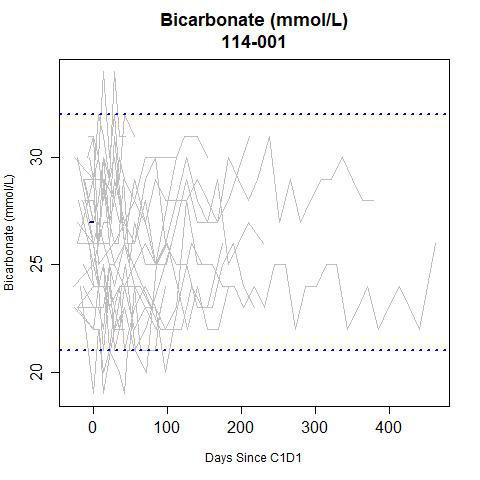 Bicarbonate (mmol/L)
114-001
Bicarbonate (mmol/L)
30
25
20
0 100 200 300 400
Days Since C1D1